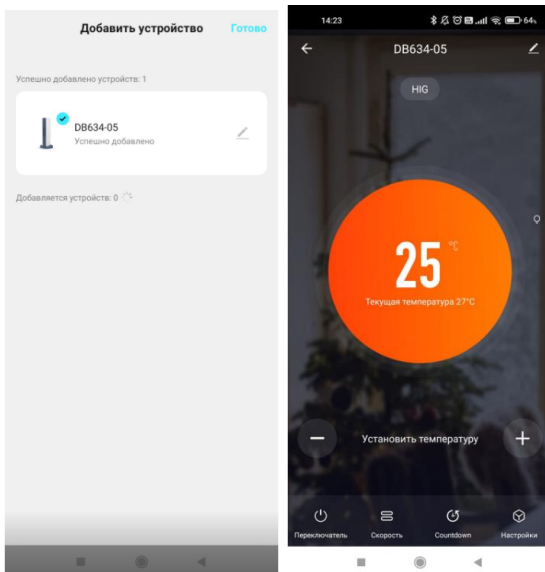 Добавить устройство
Готово
Успешно добавлено устройств: 1
DB634-05
Успешно добавлено
Добавляется устройств: 0
14:23
64%
DB634-05
HIG
25 °C
Текущая температура 27°C
Установить температуру
Переключатель
Скорость
Countdown
Настройки